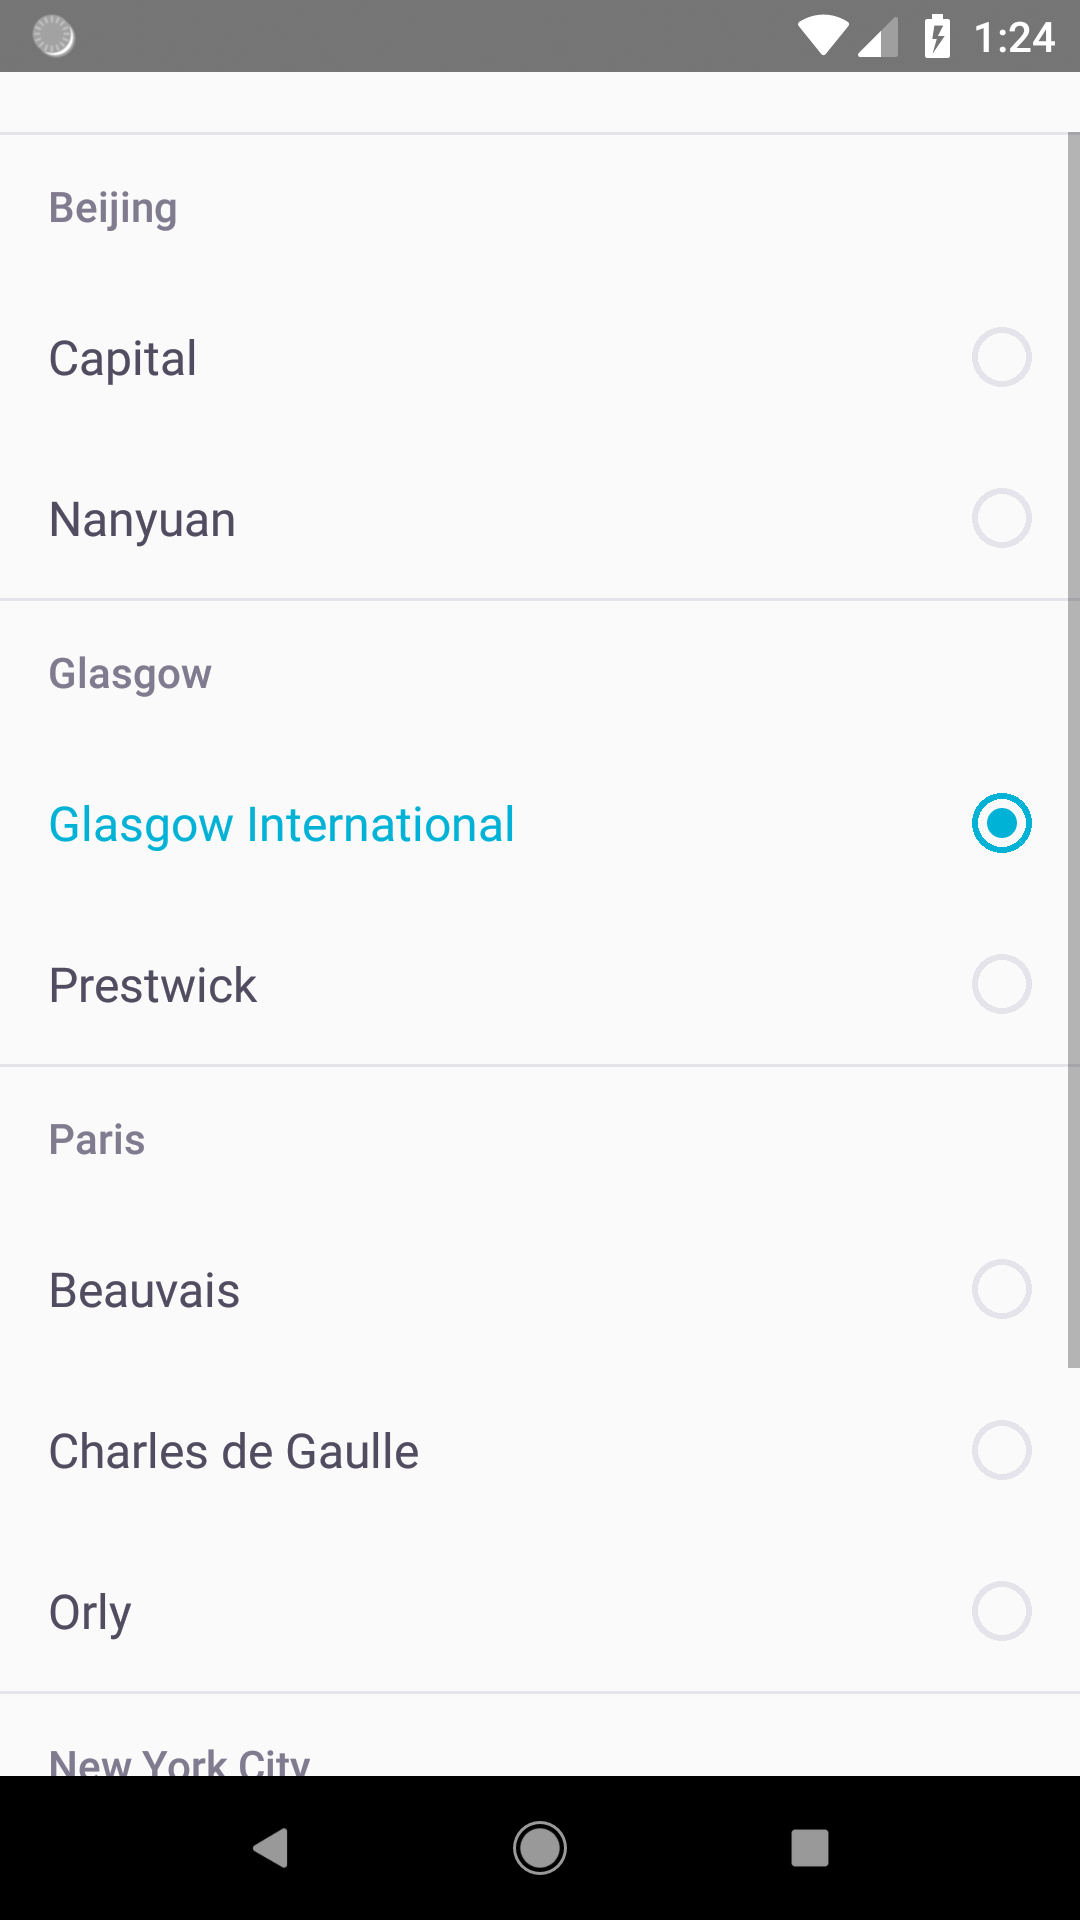 1:24
Beijing
Capital
Nanyuan
Glasgow
Glasgow International
Prestwick
Paris
Beauvais
Charles de Gaulle
Orly
New York City